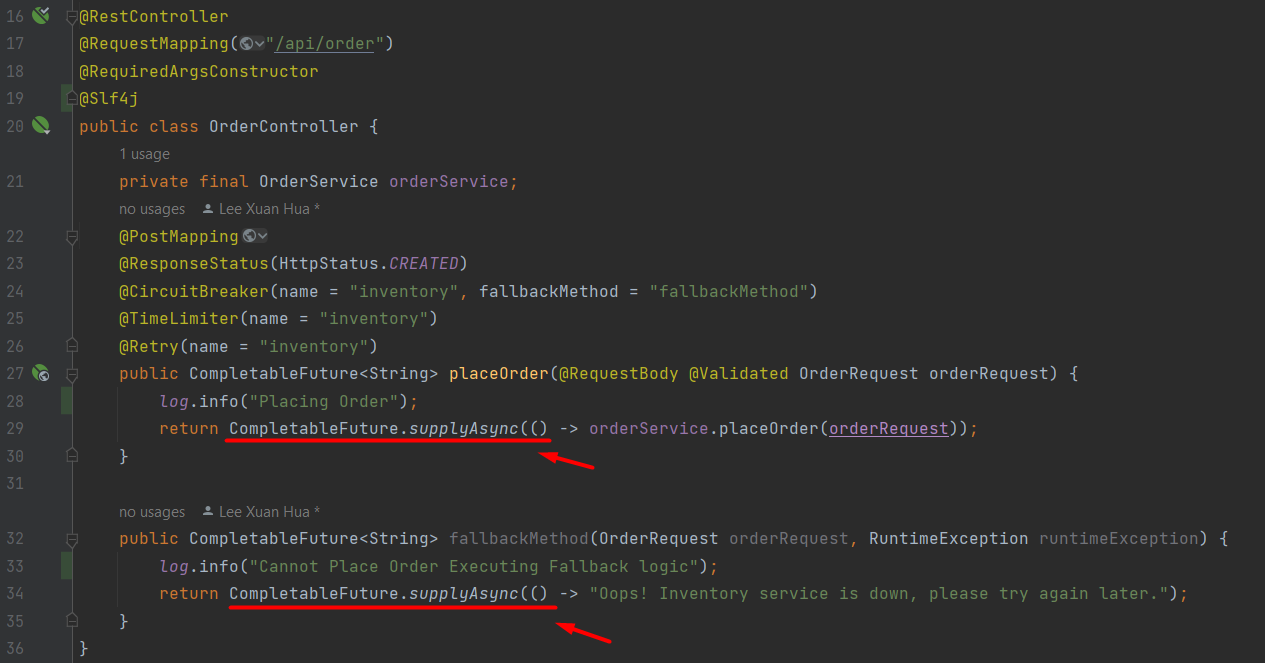 16 @RestController
17 @RequestMapping("/api/order")
18 @RequiredArgsConstructor
19 @Slf4j
20 public class OrderController {
1 usage
21 private final OrderService orderService;
no usages Lee Xuan Hua *
22 @PostMapping
23 @ResponseStatus(HttpStatus.CREATED)
24 @CircuitBreaker(name = "inventory", fallbackMethod = "fallbackMethod")
25 @TimeLimiter(name = "inventory")
26 @Retry(name = "inventory")
27 public CompletableFuture<String> placeOrder(@RequestBody @Validated OrderRequest orderRequest) {
28 log.info("Placing Order");
29 return CompletableFuture.supplyAsync(() -> orderService.placeOrder(orderRequest));
30 }
31
no usages Lee Xuan Hua *
32 public CompletableFuture<String> fallbackMethod(OrderRequest orderRequest, RuntimeException runtimeException) {
33 log.info("Cannot Place Order Executing Fallback logic");
34 return CompletableFuture.supplyAsync(() -> "Oops! Inventory service is down, please try again later.");
35 }
36 }